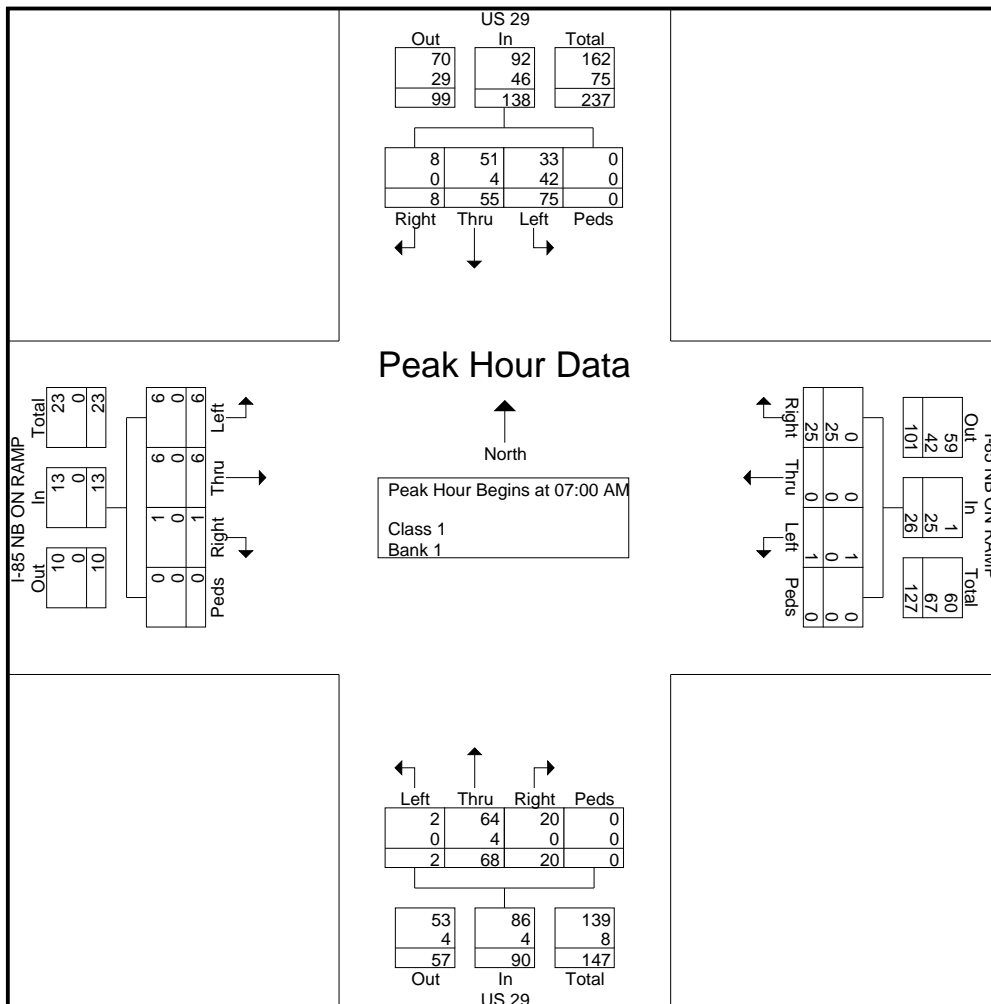 US 29
Out In Total
70 92 162
29 46 75
99 138 237
8 51 33 0
0 4 42 0
8 55 75 0
Right Thru Left Peds
Peak Hour Data
North
Peak Hour Begins at 07:00 AM
Class 1
Bank 1
I-85 NB ON RAMP
Out In Total
10 13 23
0 0 0
10 13 23
Left Thru Right Peds
6 6 1 0
0 0 0 0
6 6 1 0
I-85 NB ON RAMP
Out In Total
59 1 60
42 25 67
101 26 127
0 0 1 0
25 0 0 0
25 0 1 0
Right Thru Left Peds
Left Thru Right Peds
2 64 20 0
0 4 0 0
2 68 20 0
53 86 139
4 4 8
57 90 147
Out In Total
US 29